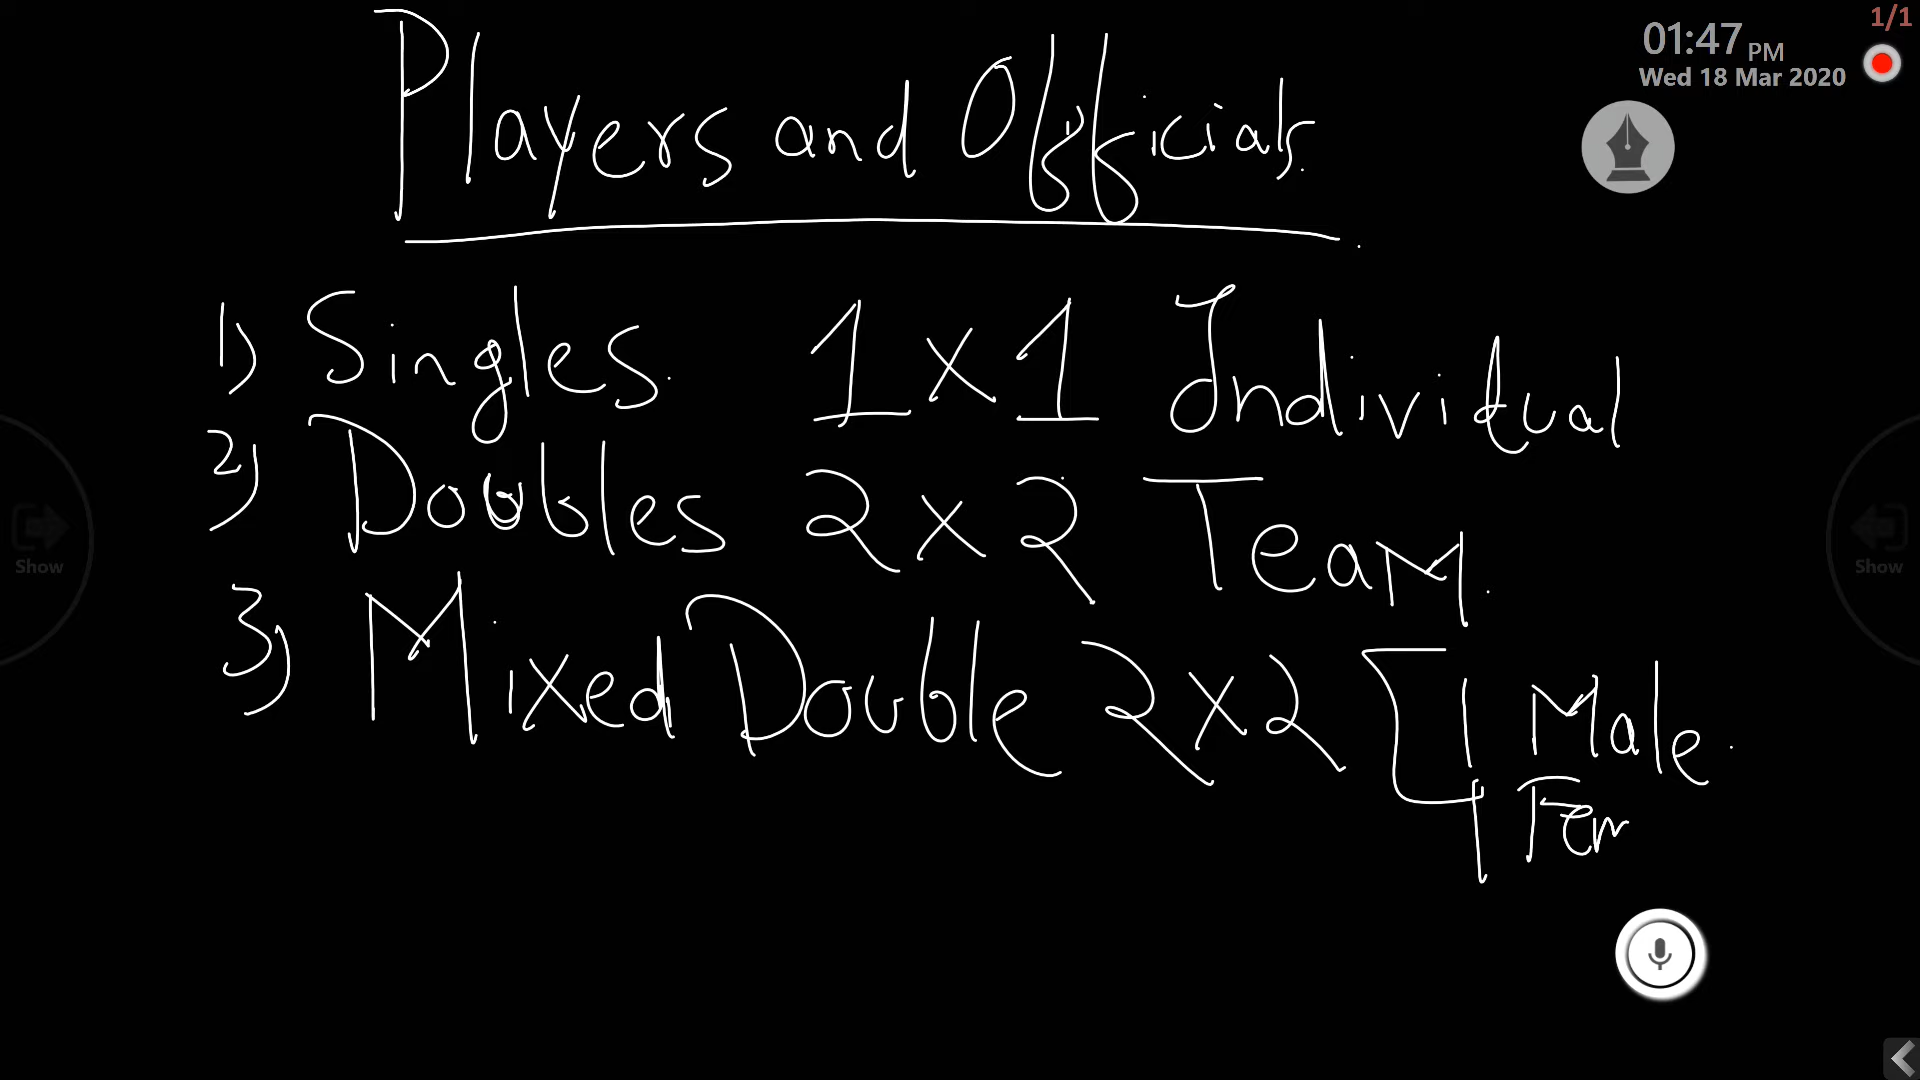 1/1
01:47 PM
Wed 18 Mar 2020
Players and Officials.
1) Singles. 1x1 Individual
2) Doubles 2x2 Team.
3) Mixed Double 2x2 [ 1 Male.
1 Fem
Show
Show